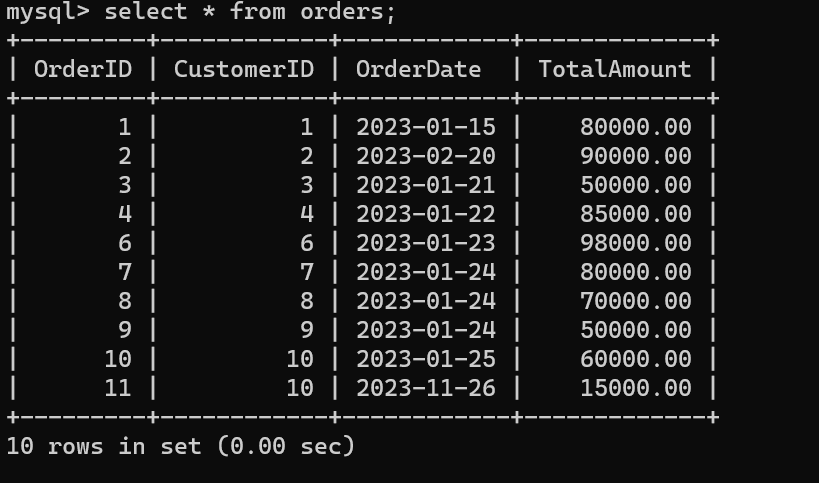 mysql> select * from orders;
+---------+------------+------------+-------------+
| OrderID | CustomerID | OrderDate  | TotalAmount |
+---------+------------+------------+-------------+
|       1 |          1 | 2023-01-15 |    80000.00 |
|       2 |          2 | 2023-02-20 |    90000.00 |
|       3 |          3 | 2023-01-21 |    50000.00 |
|       4 |          4 | 2023-01-22 |    85000.00 |
|       6 |          6 | 2023-01-23 |    98000.00 |
|       7 |          7 | 2023-01-24 |    80000.00 |
|       8 |          8 | 2023-01-24 |    70000.00 |
|       9 |          9 | 2023-01-24 |    50000.00 |
|      10 |         10 | 2023-01-25 |    60000.00 |
|      11 |         10 | 2023-11-26 |    15000.00 |
+---------+------------+------------+-------------+
10 rows in set (0.00 sec)